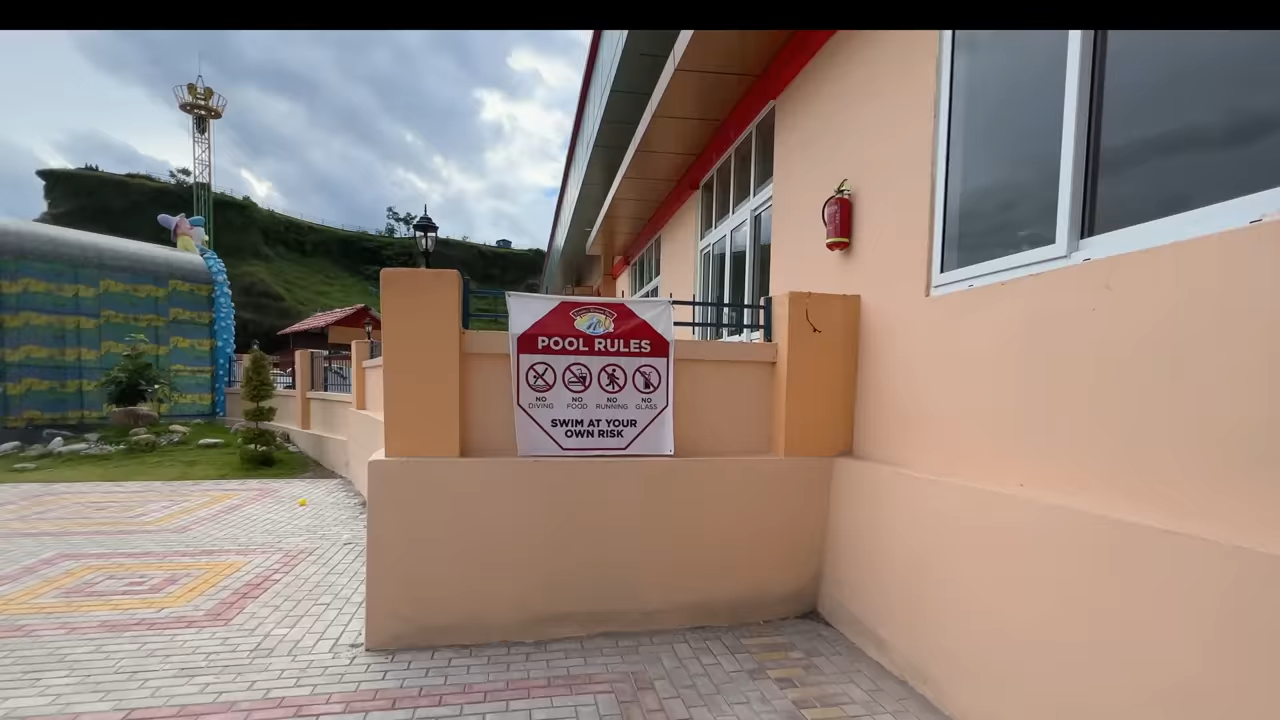 POOL RULES
NO DIVING
NO FOOD
NO RUNNING
NO GLASS
SWIM AT YOUR
OWN RISK